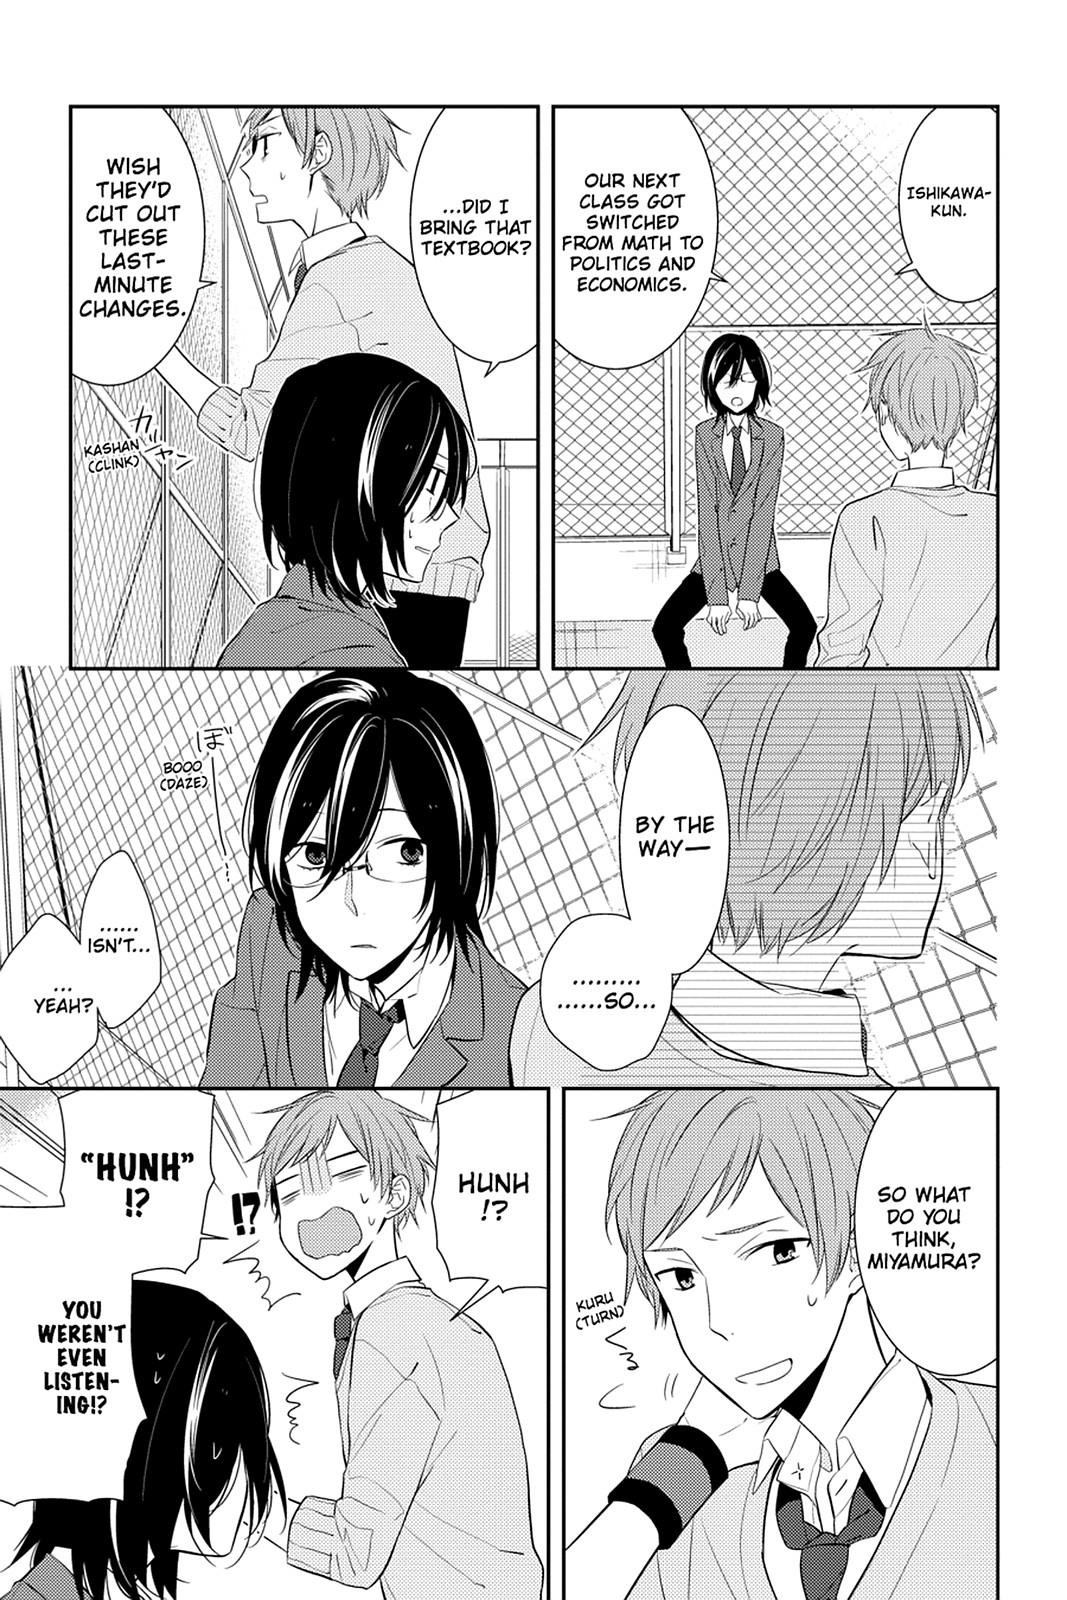 ISHIKAWA-
KUN.
OUR NEXT
CLASS GOT
SWITCHED
FROM MATH TO
POLITICS AND
ECONOMICS.
...DID I
BRING THAT
TEXTBOOK?
WISH
THEY'D
CUT OUT
THESE
LAST-
MINUTE
CHANGES.
ガシャン
KASHAN
(CLINK)
BY THE
WAY—
.........
.......SO...
ぼ...
BOOO
(DAZE)
......
ISN'T...
...
YEAH?
SO WHAT
DO YOU
THINK,
MIYAMURA?
KURU
(TURN)
HUNH
!?
!?
"HUNH"
!?
YOU
WEREN'T
EVEN
LISTEN-
ING!?